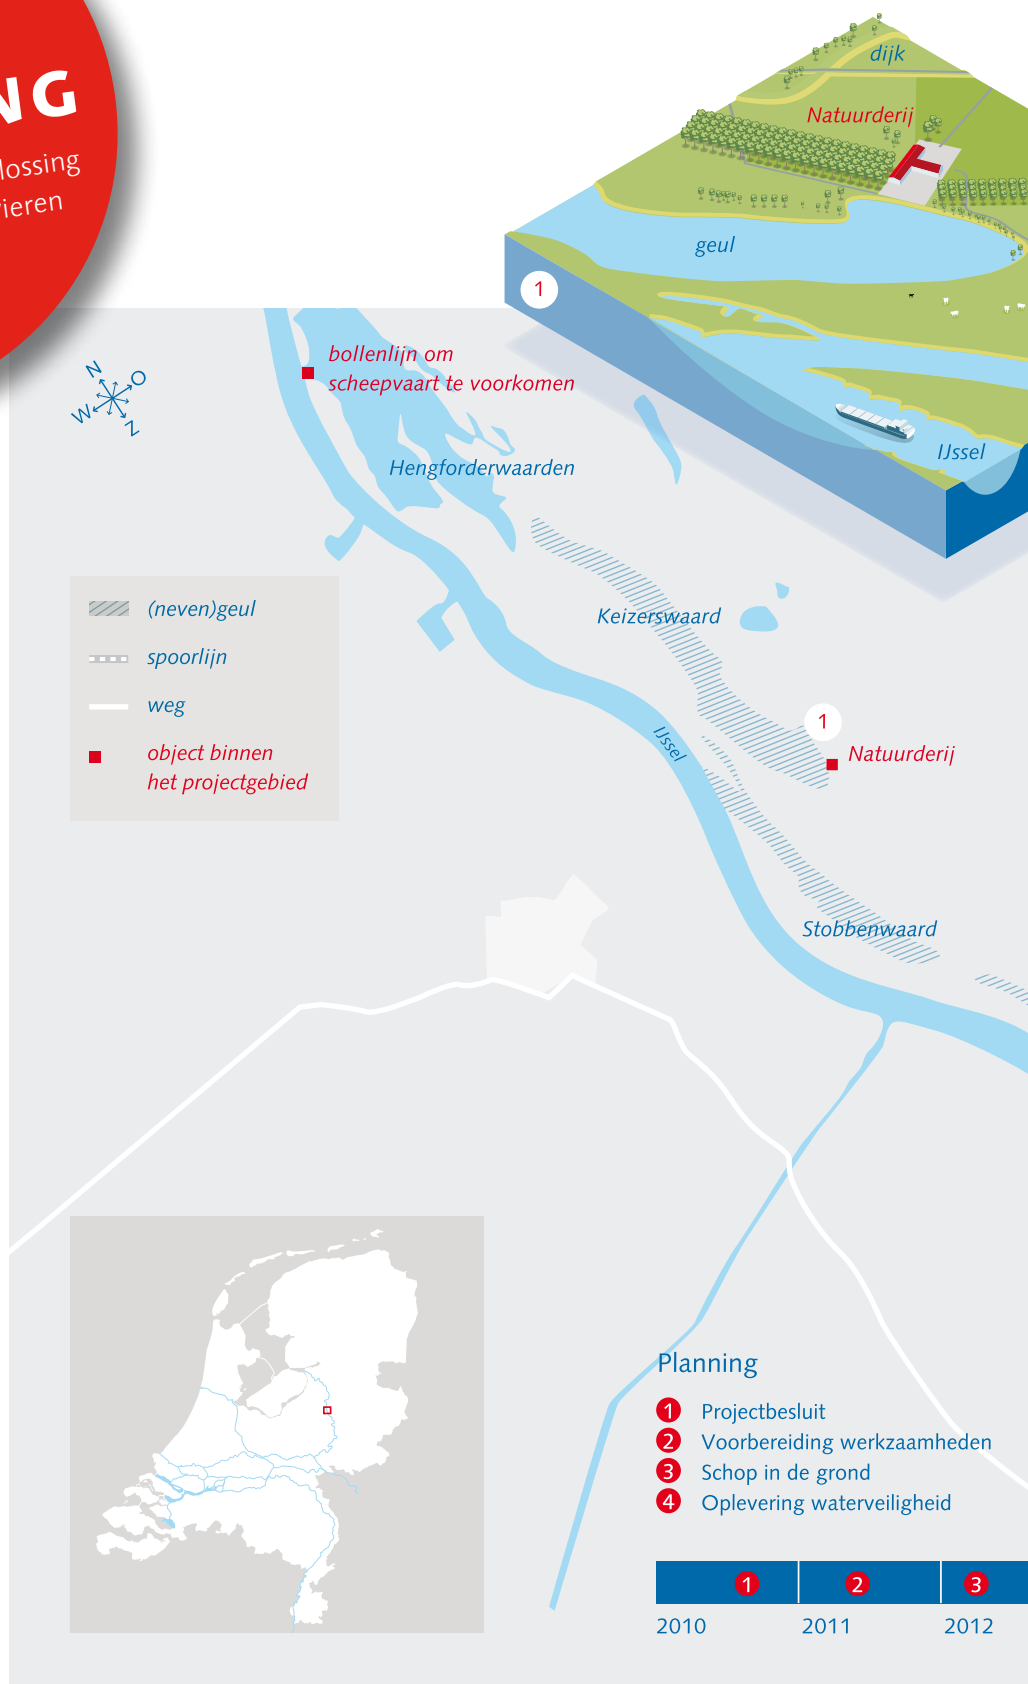 NG
lossing
ieren
dijk
Natuurderij
geul
1
IJssel
N
O
W
Z
bollenlijn om
scheepvaart te voorkomen
Hengforderwaarden
(neven)geul
spoorlijn
weg
object binnen
het projectgebied
Keizerswaard
IJssel
1
Natuurderij
Stobbenwaard
Planning
1 Projectbesluit
2 Voorbereiding werkzaamheden
3 Schop in de grond
4 Oplevering waterveiligheid
1 2 3
2010 2011 2012